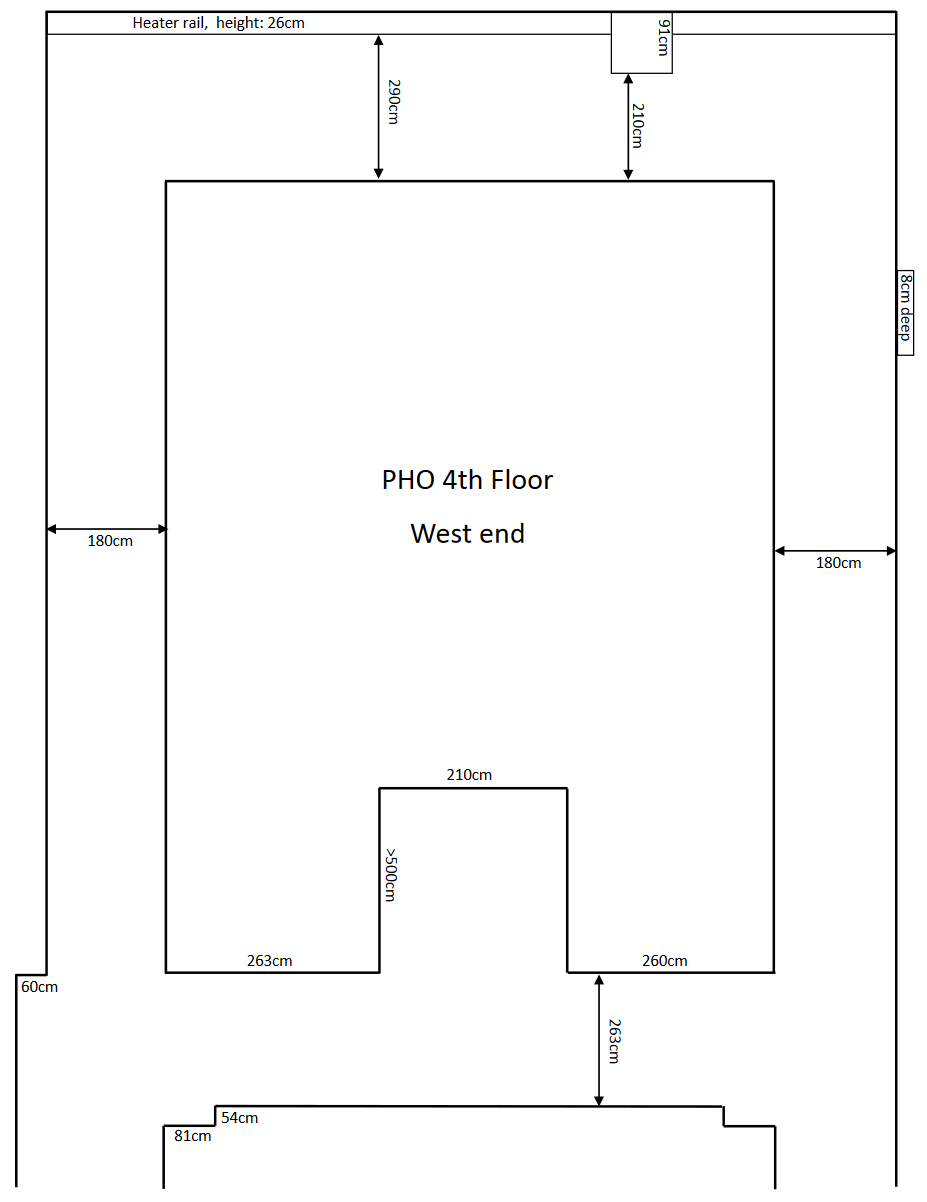 Heater rail, height: 26cm
91cm
290cm
210cm
8cm deep
PHO 4th Floor
West end
180cm
180cm
210cm
>500cm
263cm
260cm
60cm
263cm
54cm
81cm